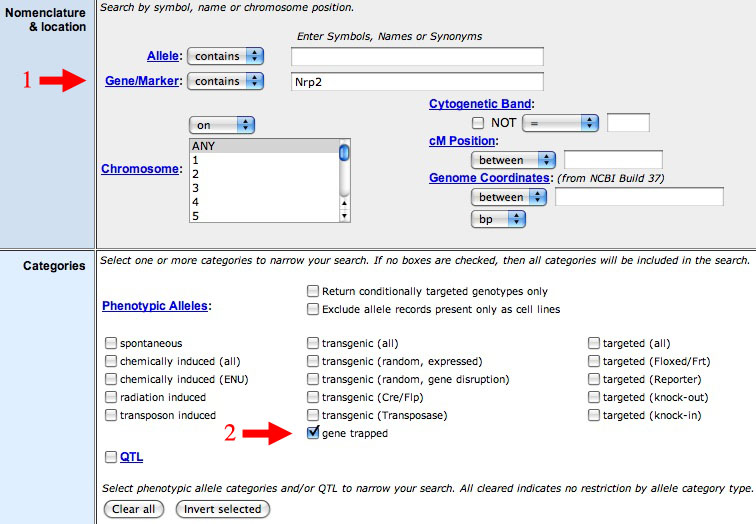 Nomenclature
& location
Search by symbol, name or chromosome position.
Enter Symbols, Names or Synonyms
Allele: contains
1
Gene/Marker: contains Nrp2
Cytogenetic Band:
on
NOT =
ANY
1
2
3
4
5
Chromosome:
cM Position:
between
Genome Coordinates: (from NCBI Build 37)
between
bp
Categories
Select one or more categories to narrow your search. If no boxes are checked, then all categories will be included in the search.
Phenotypic Alleles:
Return conditionally targeted genotypes only
Exclude allele records present only as cell lines
spontaneous transgenic (all) targeted (all)
chemically induced (all) transgenic (random, expressed) targeted (Floxed/Frt)
chemically induced (ENU) transgenic (random, gene disruption) targeted (Reporter)
radiation induced transgenic (Cre/Flp) targeted (knock-out)
transposon induced transgenic (Transposase) targeted (knock-in)
2 gene trapped
QTL
Select phenotypic allele categories and/or QTL to narrow your search. All cleared indicates no restriction by allele category type.
Clear all Invert selected